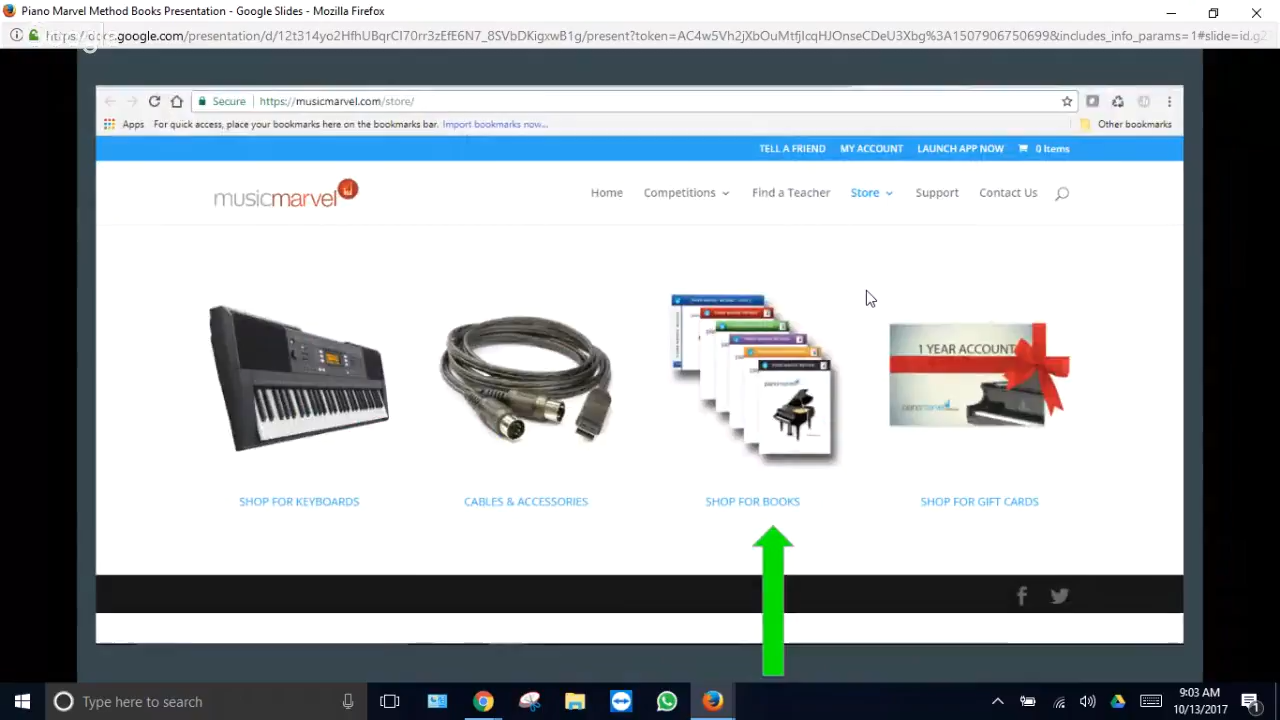 Piano Marvel Method Books Presentation - Google Slides - Mozilla Firefox
Secure https://musicmarvel.com/store/
Apps For quick access, place your bookmarks here on the bookmarks bar. Import bookmarks now... Other bookmarks
TELL A FRIEND MY ACCOUNT LAUNCH APP NOW 0 Items
musicmarvel Home Competitions Find a Teacher Store Support Contact Us
1 YEAR ACCOUNT
SHOP FOR KEYBOARDS CABLES & ACCESSORIES SHOP FOR BOOKS SHOP FOR GIFT CARDS
Type here to search
9:03 AM
10/13/2017
1